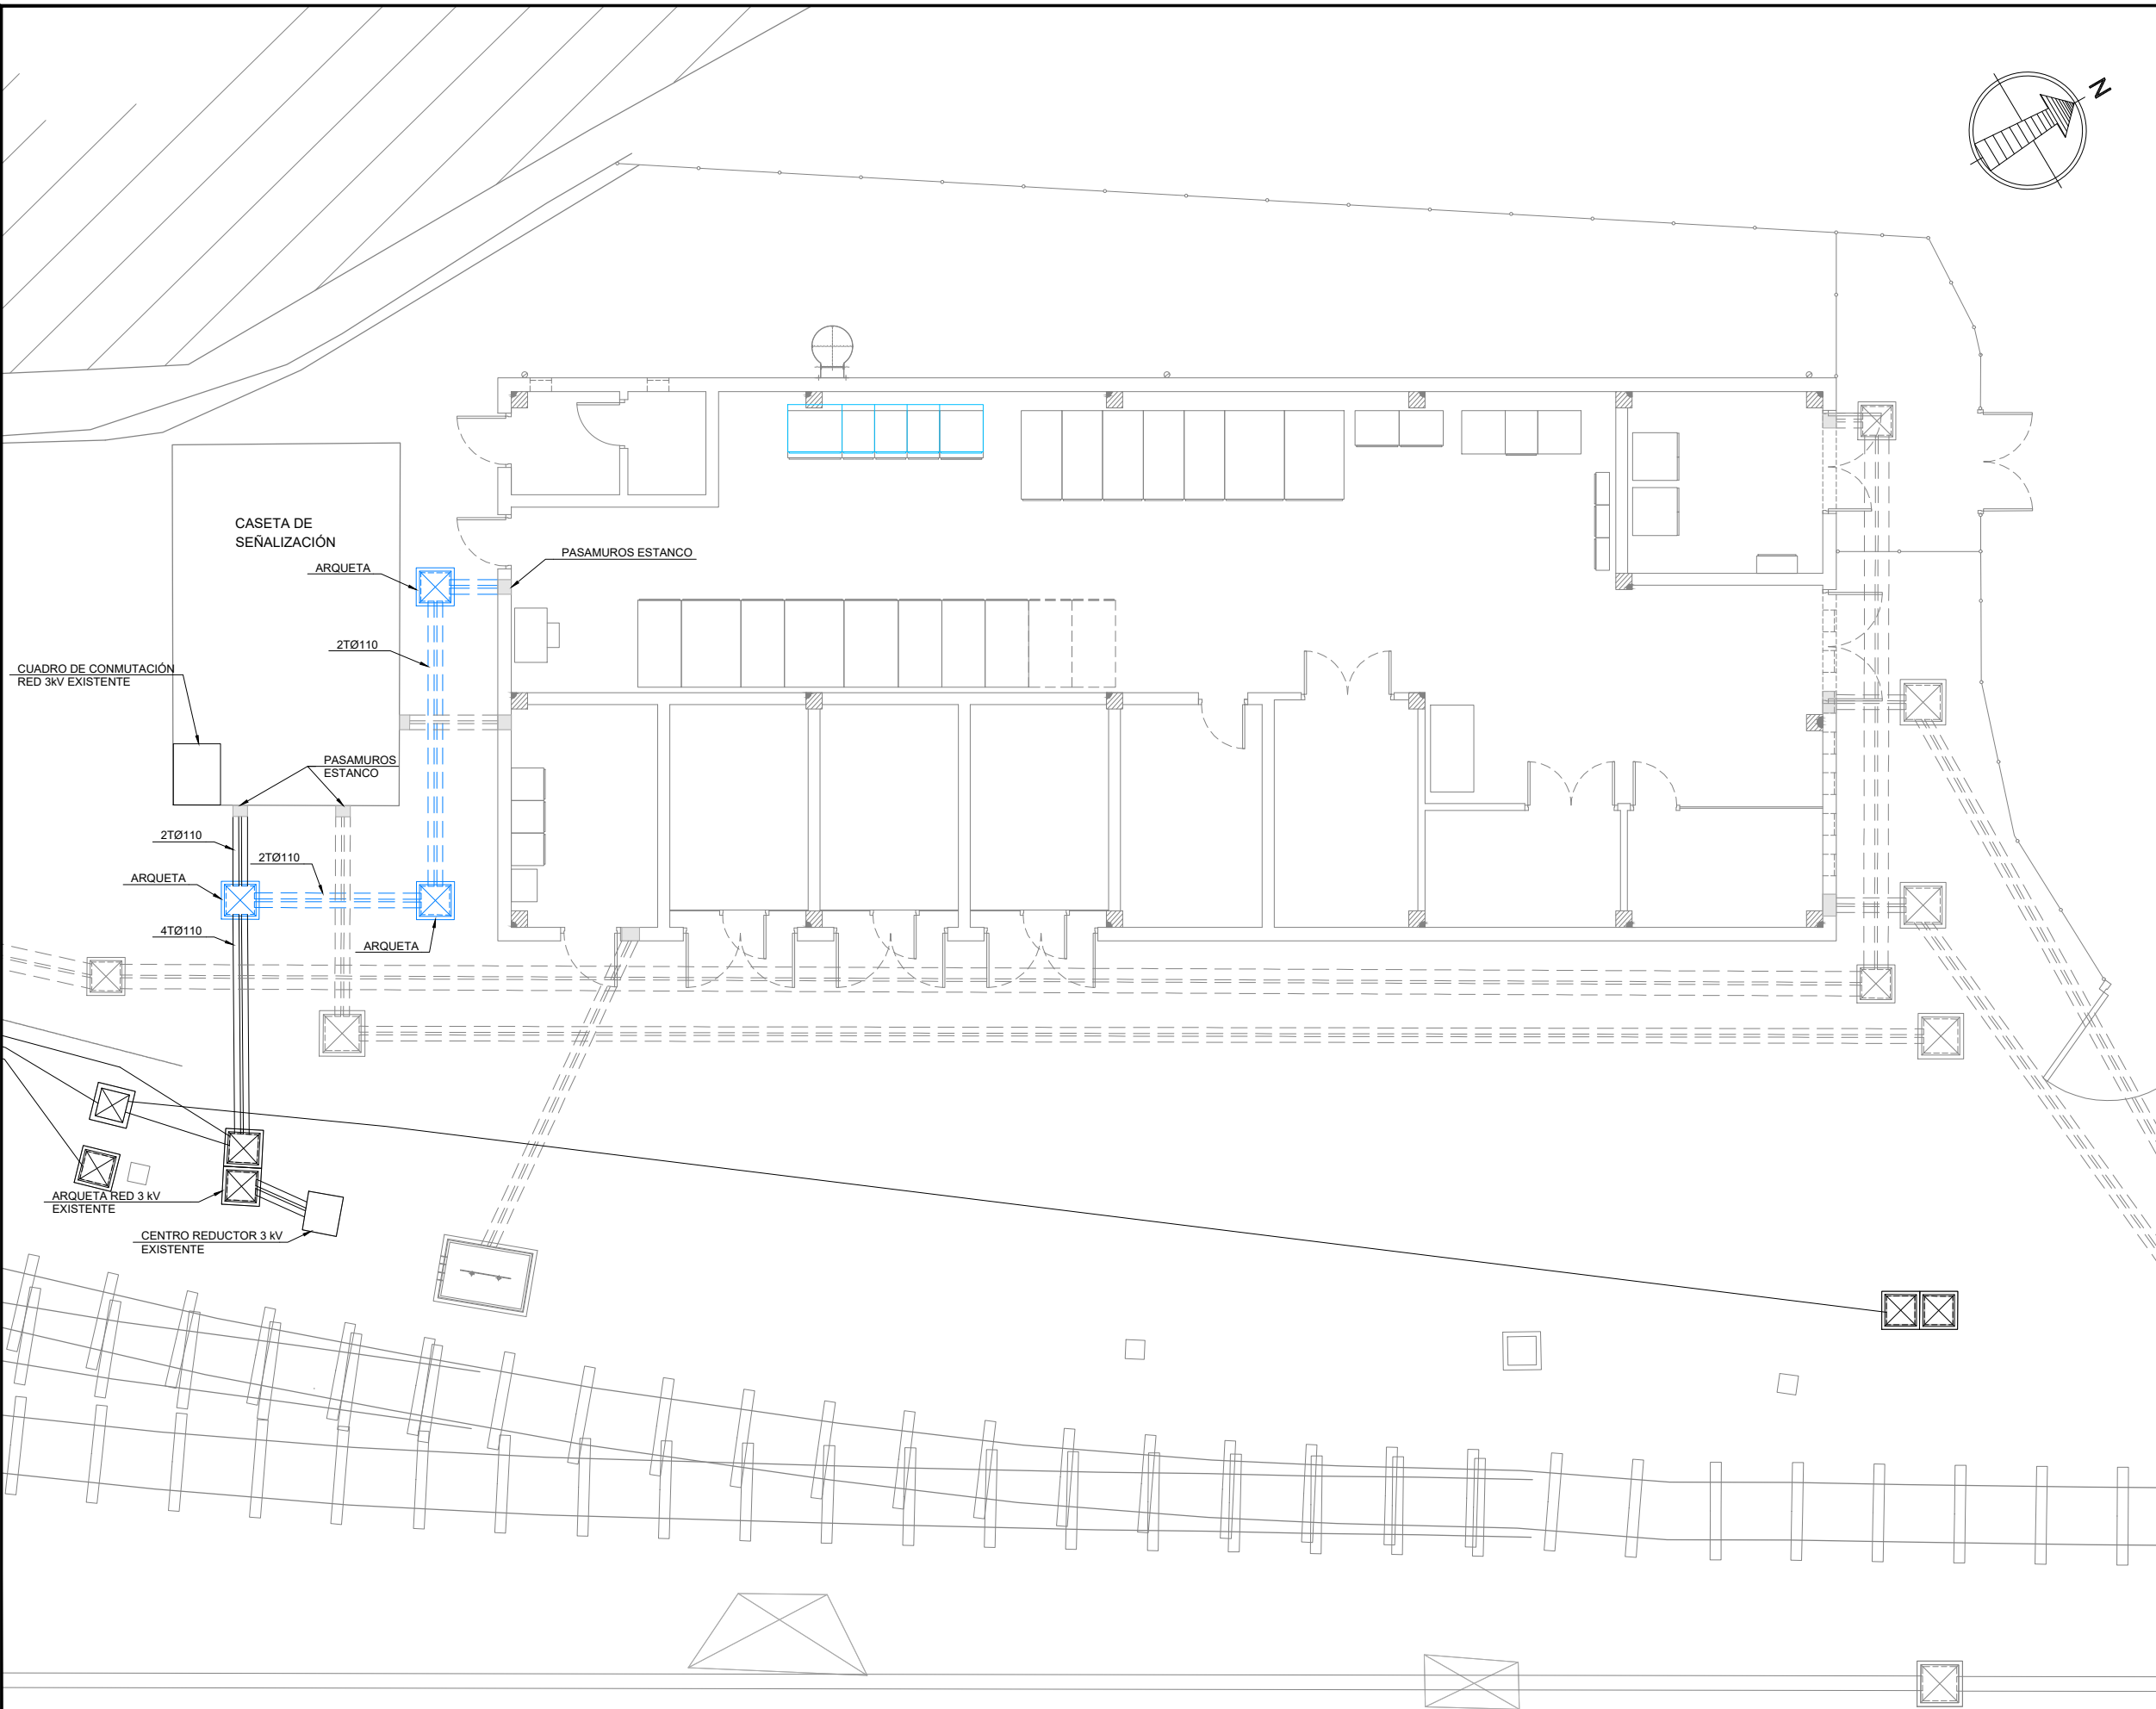 N
CASETA DE
SEÑALIZACIÓN
PASAMUROS ESTANCO
ARQUETA
2TØ110
CUADRO DE CONMUTACIÓN
RED 3kV EXISTENTE
PASAMUROS
ESTANCO
2TØ110
2TØ110
ARQUETA
4TØ110
ARQUETA
ARQUETA RED 3 kV
EXISTENTE
CENTRO REDUCTOR 3 kV
EXISTENTE